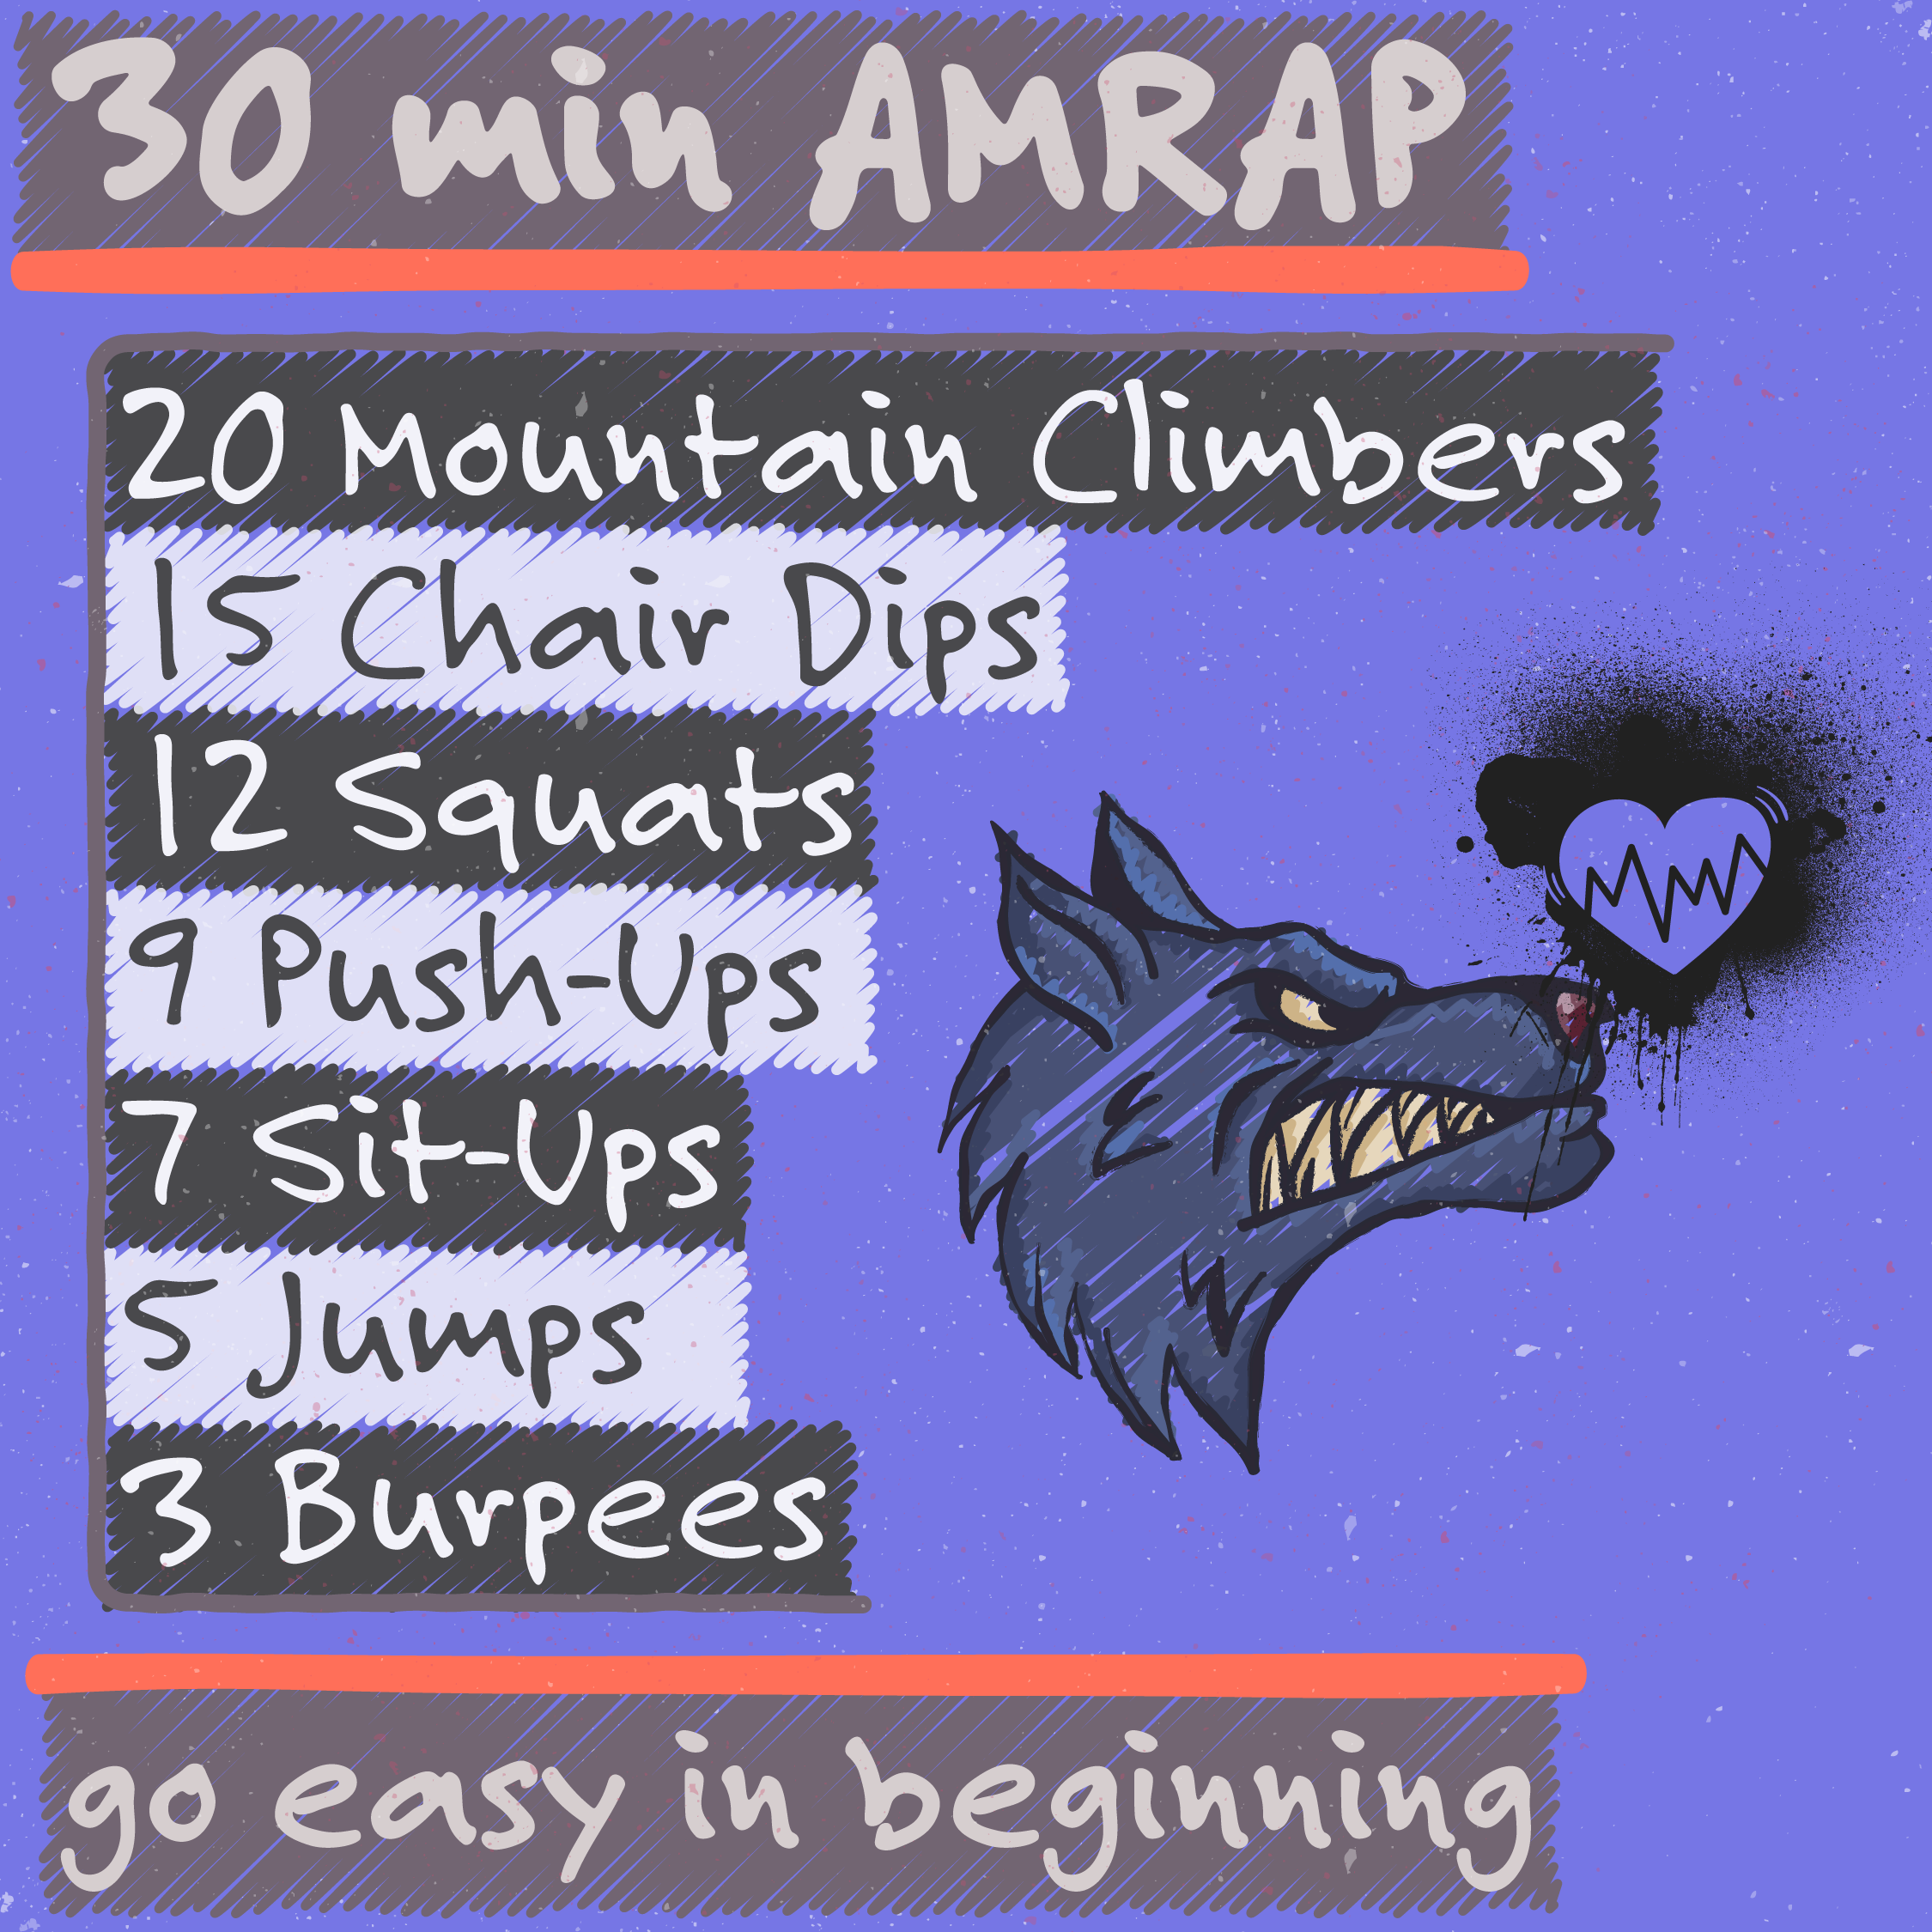 30 min AMRAP
20 Mountain Climbers
15 Chair Dips
12 Squats
9 Push-Ups
7 Sit-Ups
5 Jumps
3 Burpees
go easy in beginning